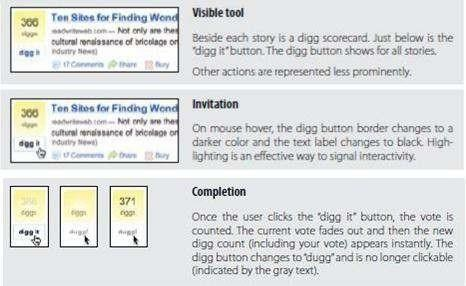 366
diggs
digg it
Ten Sites for Finding Wond
readwriteweb.com — Not only are thes
cultural renaissance of bricolage on
Industry News)
17 Comments Share Bury
Visible tool
Beside each story is a digg scorecard. Just below is the
"digg it" button. The digg button shows for all stories.
Other actions are represented less prominently.
366
diggs
digg it
Ten Sites for Finding Wond
readwriteweb.com — Not only are thes
cultural renaissance of bricolage on
Industry News)
17 Comments Share Bury
Invitation
On mouse hover, the digg button border changes to a
darker color and the text label changes to black. High-
lighting is an effective way to signal interactivity.
366
diggs
digg it
diggs
dugg!
371
diggs
dugg!
Completion
Once the user clicks the "digg it" button, the vote is
counted. The current vote fades out and then the new
digg count (including your vote) appears instantly. The
digg button changes to "dugg" and is no longer clickable
(indicated by the gray text).